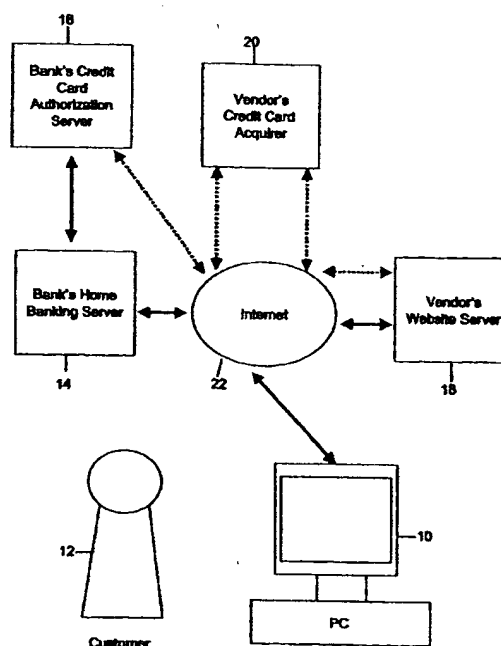 16
20
Bank's Credit
Card
Authorization
Server
Vendor's
Credit Card
Acquirer
Bank's Home
Banking Server
Internet
Vendor's
Website Server
14
22
18
12
10
PC
Customer